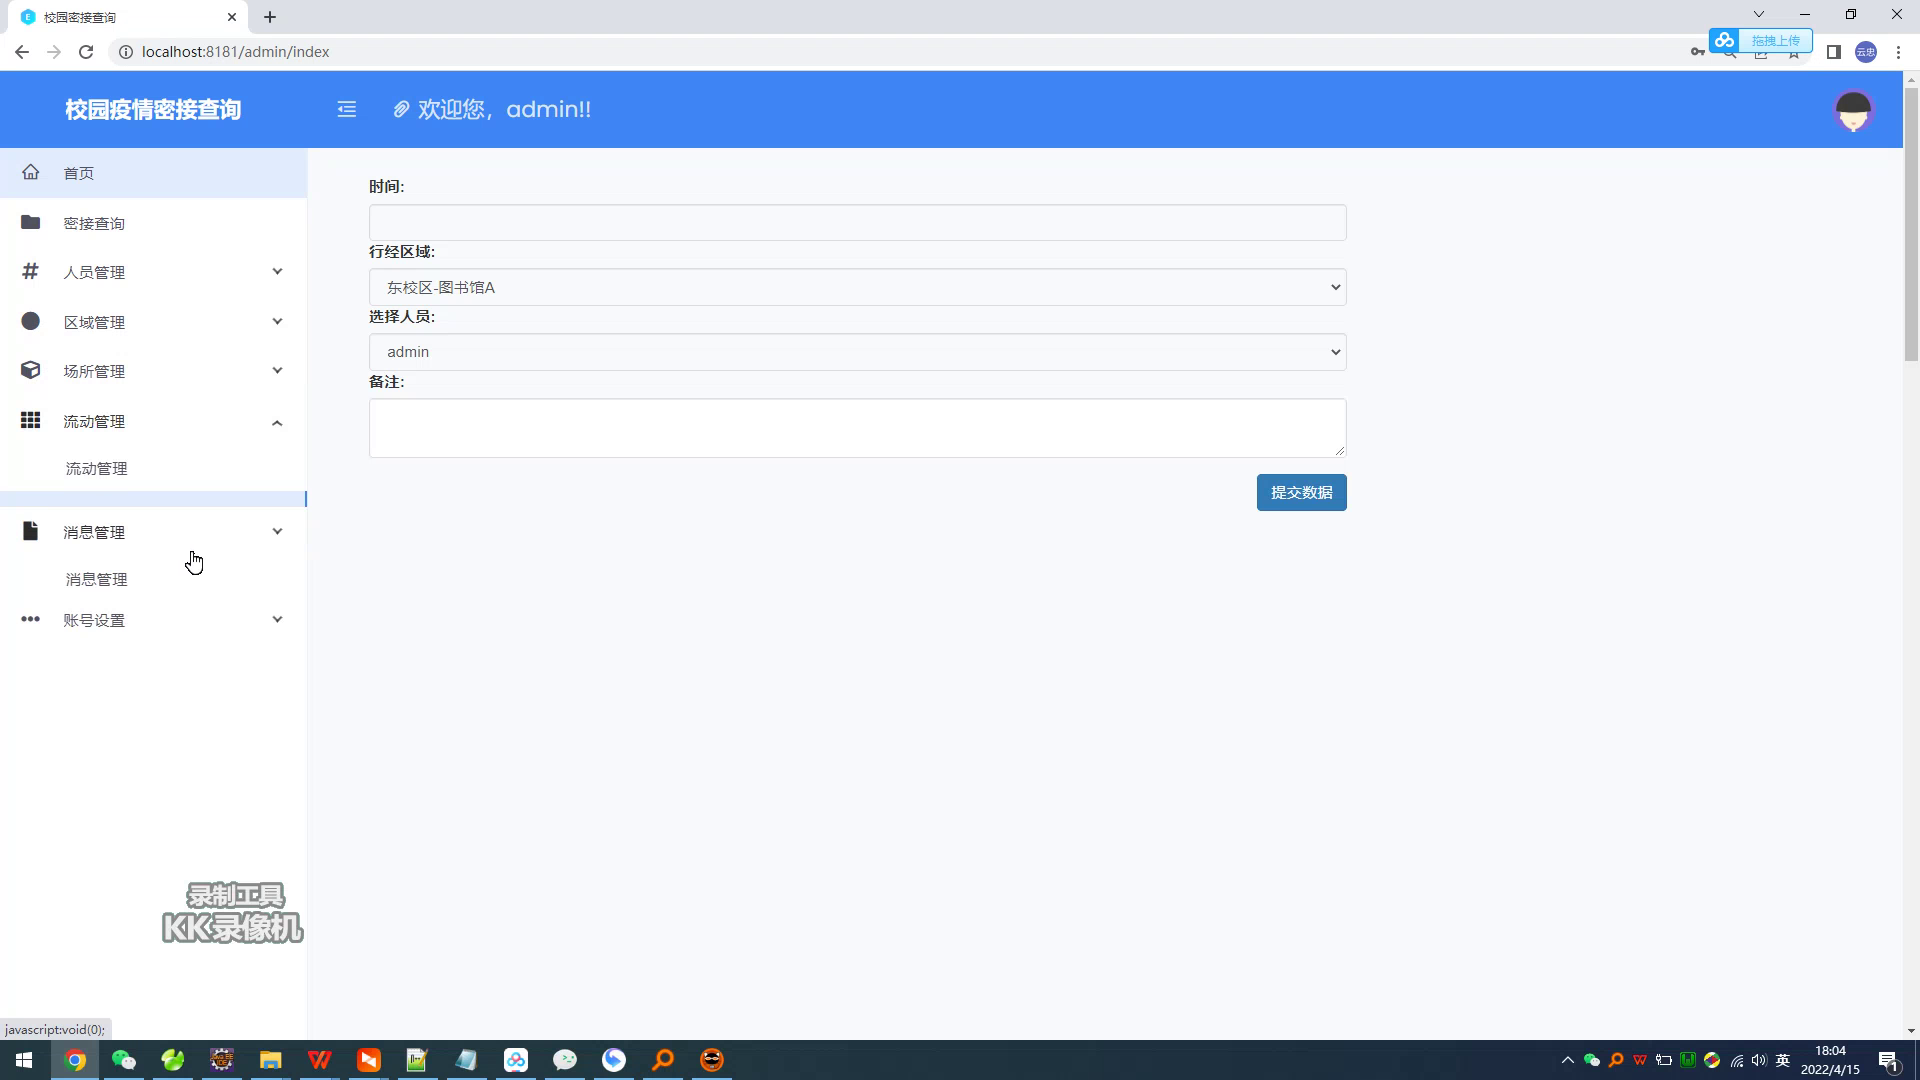 校园密接查询
localhost:8181/admin/index
拖拽上传
云忠
校园疫情密接查询
欢迎您，admin!!
首页
密接查询
人员管理
区域管理
场所管理
流动管理
流动管理
消息管理
消息管理
账号设置
时间:
行经区域:
东校区-图书馆A
选择人员:
admin
备注:
提交数据
录制工具
KK录像机
javascript:void(0);
英
18:04
2022/4/15
1